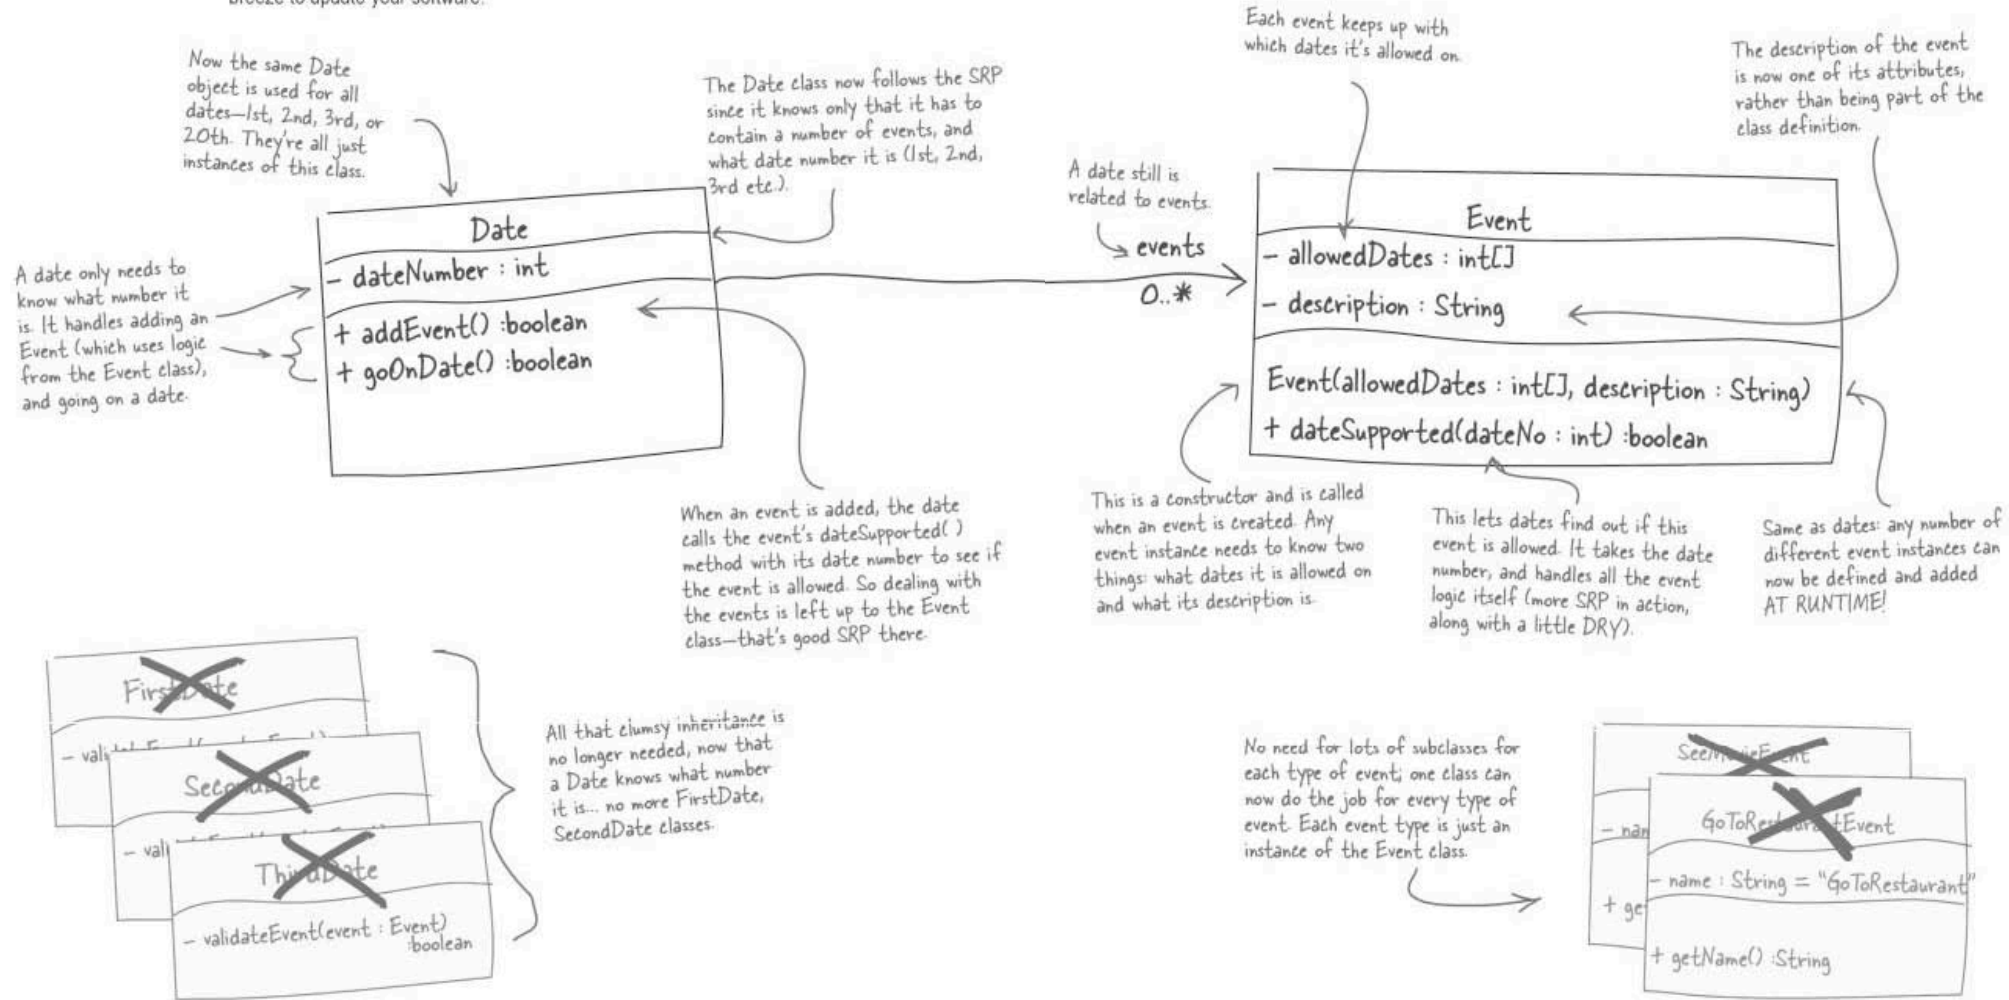 breeze to update your software.
Now the same Date
object is used for all
dates—1st, 2nd, 3rd, or
20th. They're all just
instances of this class.
The Date class now follows the SRP
since it knows only that it has to
contain a number of events, and
what date number it is (1st, 2nd,
3rd etc.).
Each event keeps up with
which dates it's allowed on.
The description of the event
is now one of its attributes,
rather than being part of the
class definition.
A date still is
related to events.
A date only needs to
know what number it
is. It handles adding an
Event (which uses logic
from the Event class),
and going on a date.
Date
- dateNumber : int
+ addEvent() :boolean
+ goOnDate() :boolean
events
0..*
Event
- allowedDates : int[]
- description : String
Event(allowedDates : int[], description : String)
+ dateSupported(dateNo : int) :boolean
When an event is added, the date
calls the event's dateSupported( )
method with its date number to see if
the event is allowed. So dealing with
the events is left up to the Event
class—that's good SRP there.
This is a constructor and is called
when an event is created. Any
event instance needs to know two
things: what dates it is allowed on
and what its description is.
This lets dates find out if this
event is allowed. It takes the date
number, and handles all the event
logic itself (more SRP in action,
along with a little DRY).
Same as dates: any number of
different event instances can
now be defined and added
AT RUNTIME!
FirstDate
- vali
SecondDate
- vali
ThirdDate
- validateEvent(event : Event)
:boolean
All that clumsy inheritance is
no longer needed, now that
a Date knows what number
it is... no more FirstDate,
SecondDate classes.
No need for lots of subclasses for
each type of event; one class can
now do the job for every type of
event. Each event type is just an
instance of the Event class.
SeeMovieEvent
- nam
+ ge
GoToRestaurantEvent
- name : String = "GoToRestaurant"
+ getName() :String